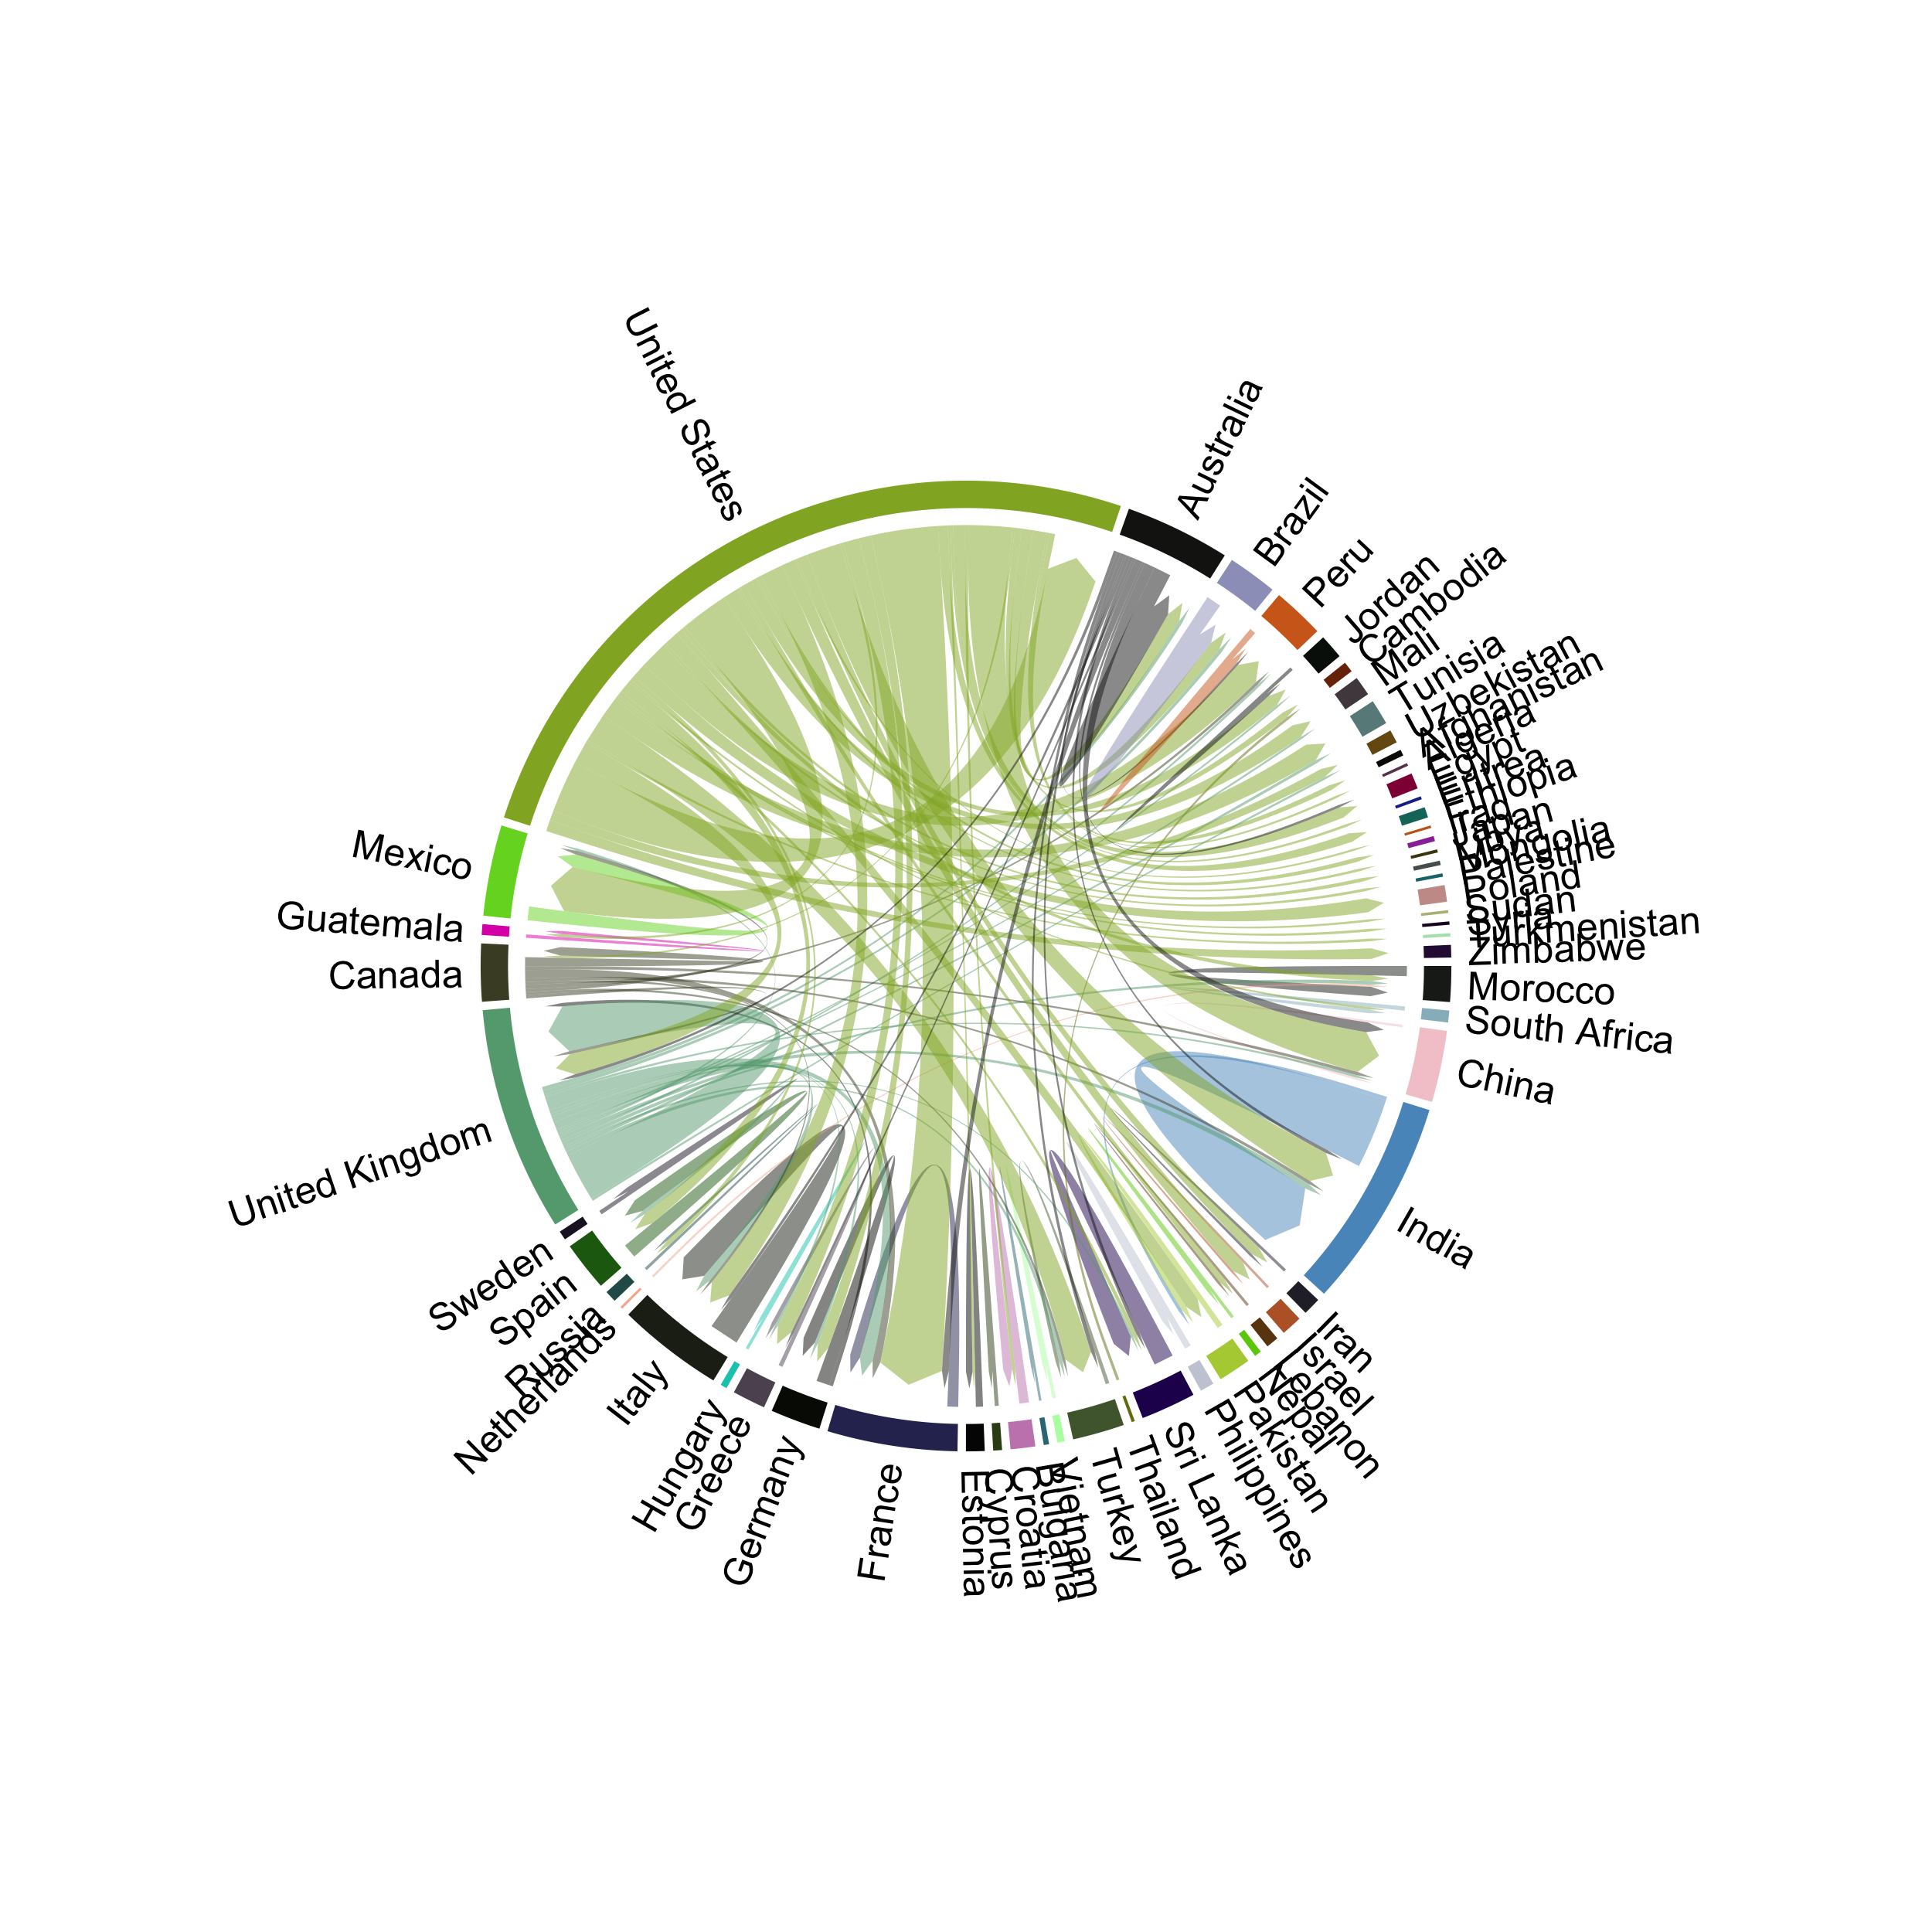 United States
Australia
Brazil
Peru
Jordan
Cambodia
Mali
Tunisia
Uzbekistan
Afghanistan
Algeria
Egypt
Eritrea
Ethiopia
Japan
Mongolia
Palestine
Poland
Sudan
Syria
Turkmenistan
Zimbabwe
Morocco
South Africa
China
India
Iran
Israel
Lebanon
Nepal
Pakistan
Philippines
Sri Lanka
Thailand
Turkey
Vietnam
Bulgaria
Croatia
Cyprus
Estonia
France
Germany
Greece
Hungary
Italy
Netherlands
Russia
Spain
Sweden
United Kingdom
Canada
Guatemala
Mexico